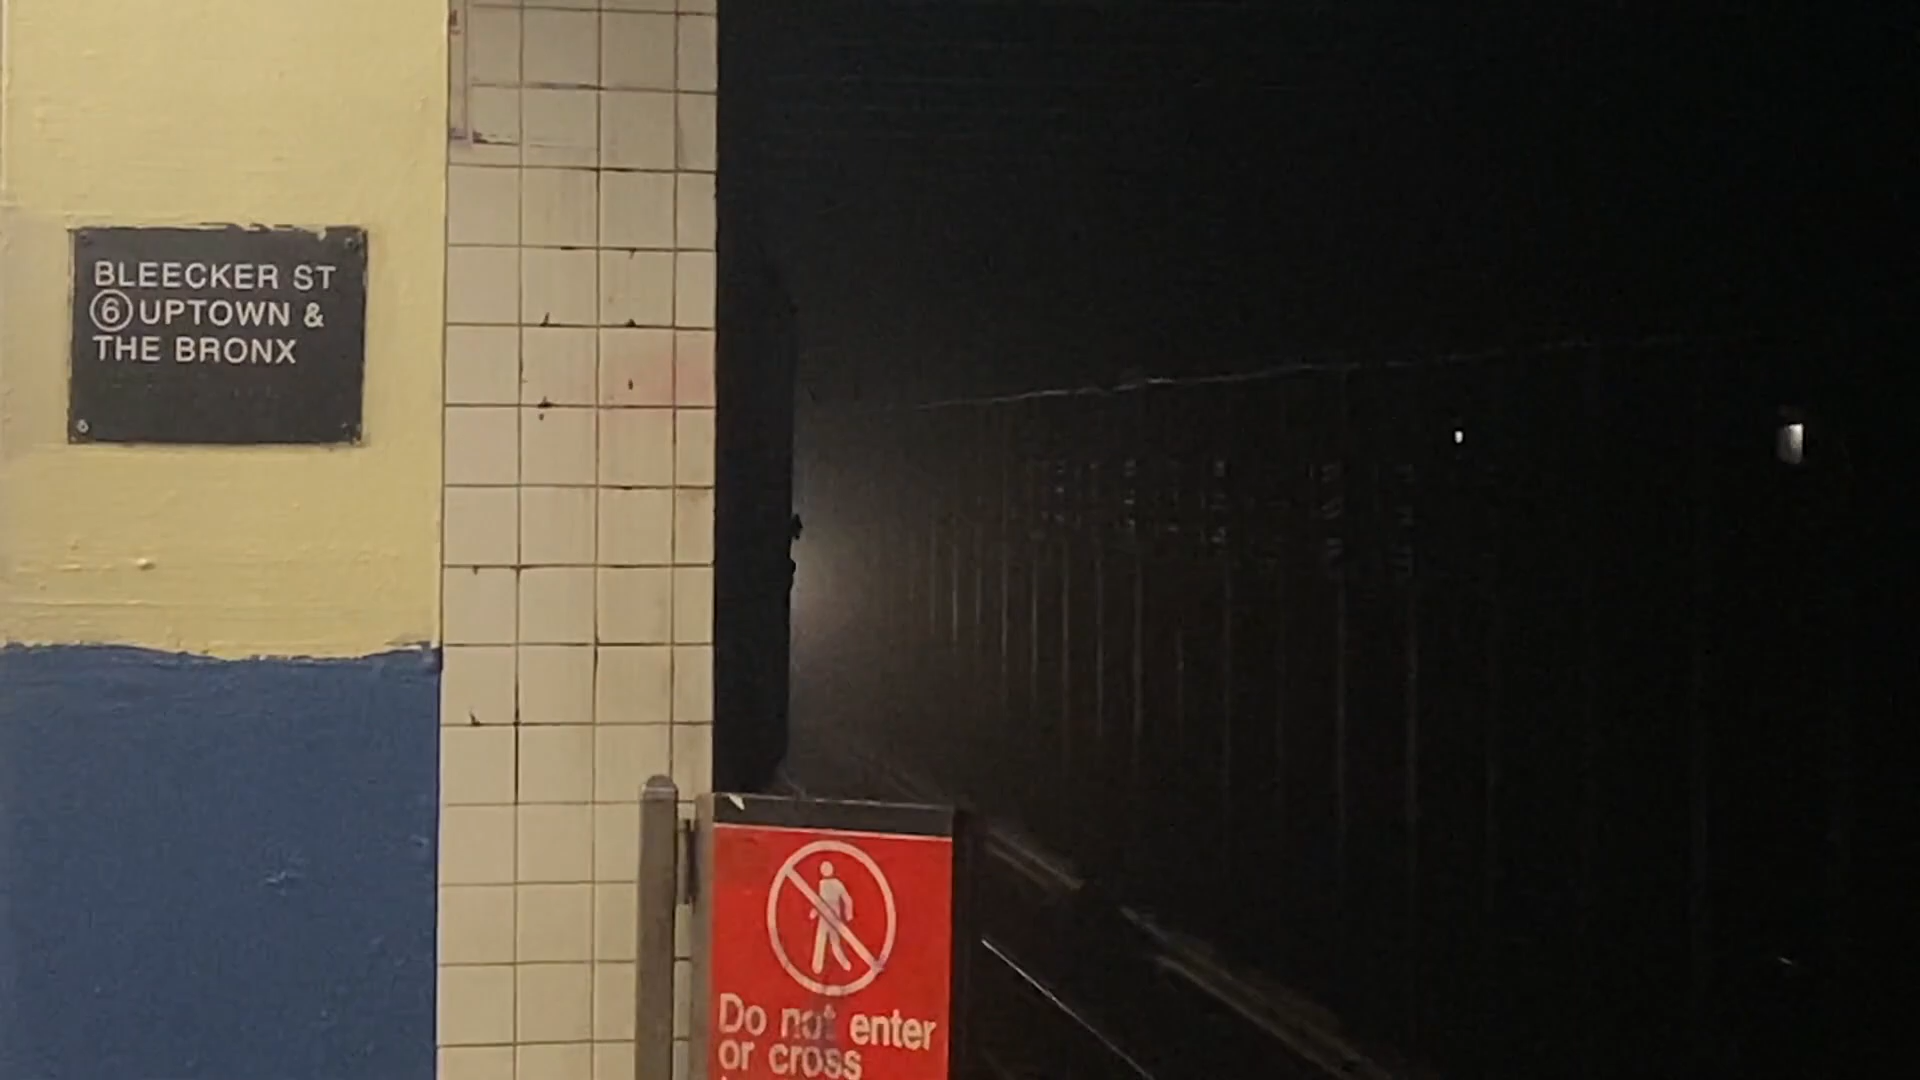 BLEECKER ST
6 UPTOWN &
THE BRONX
Do not enter
or cross